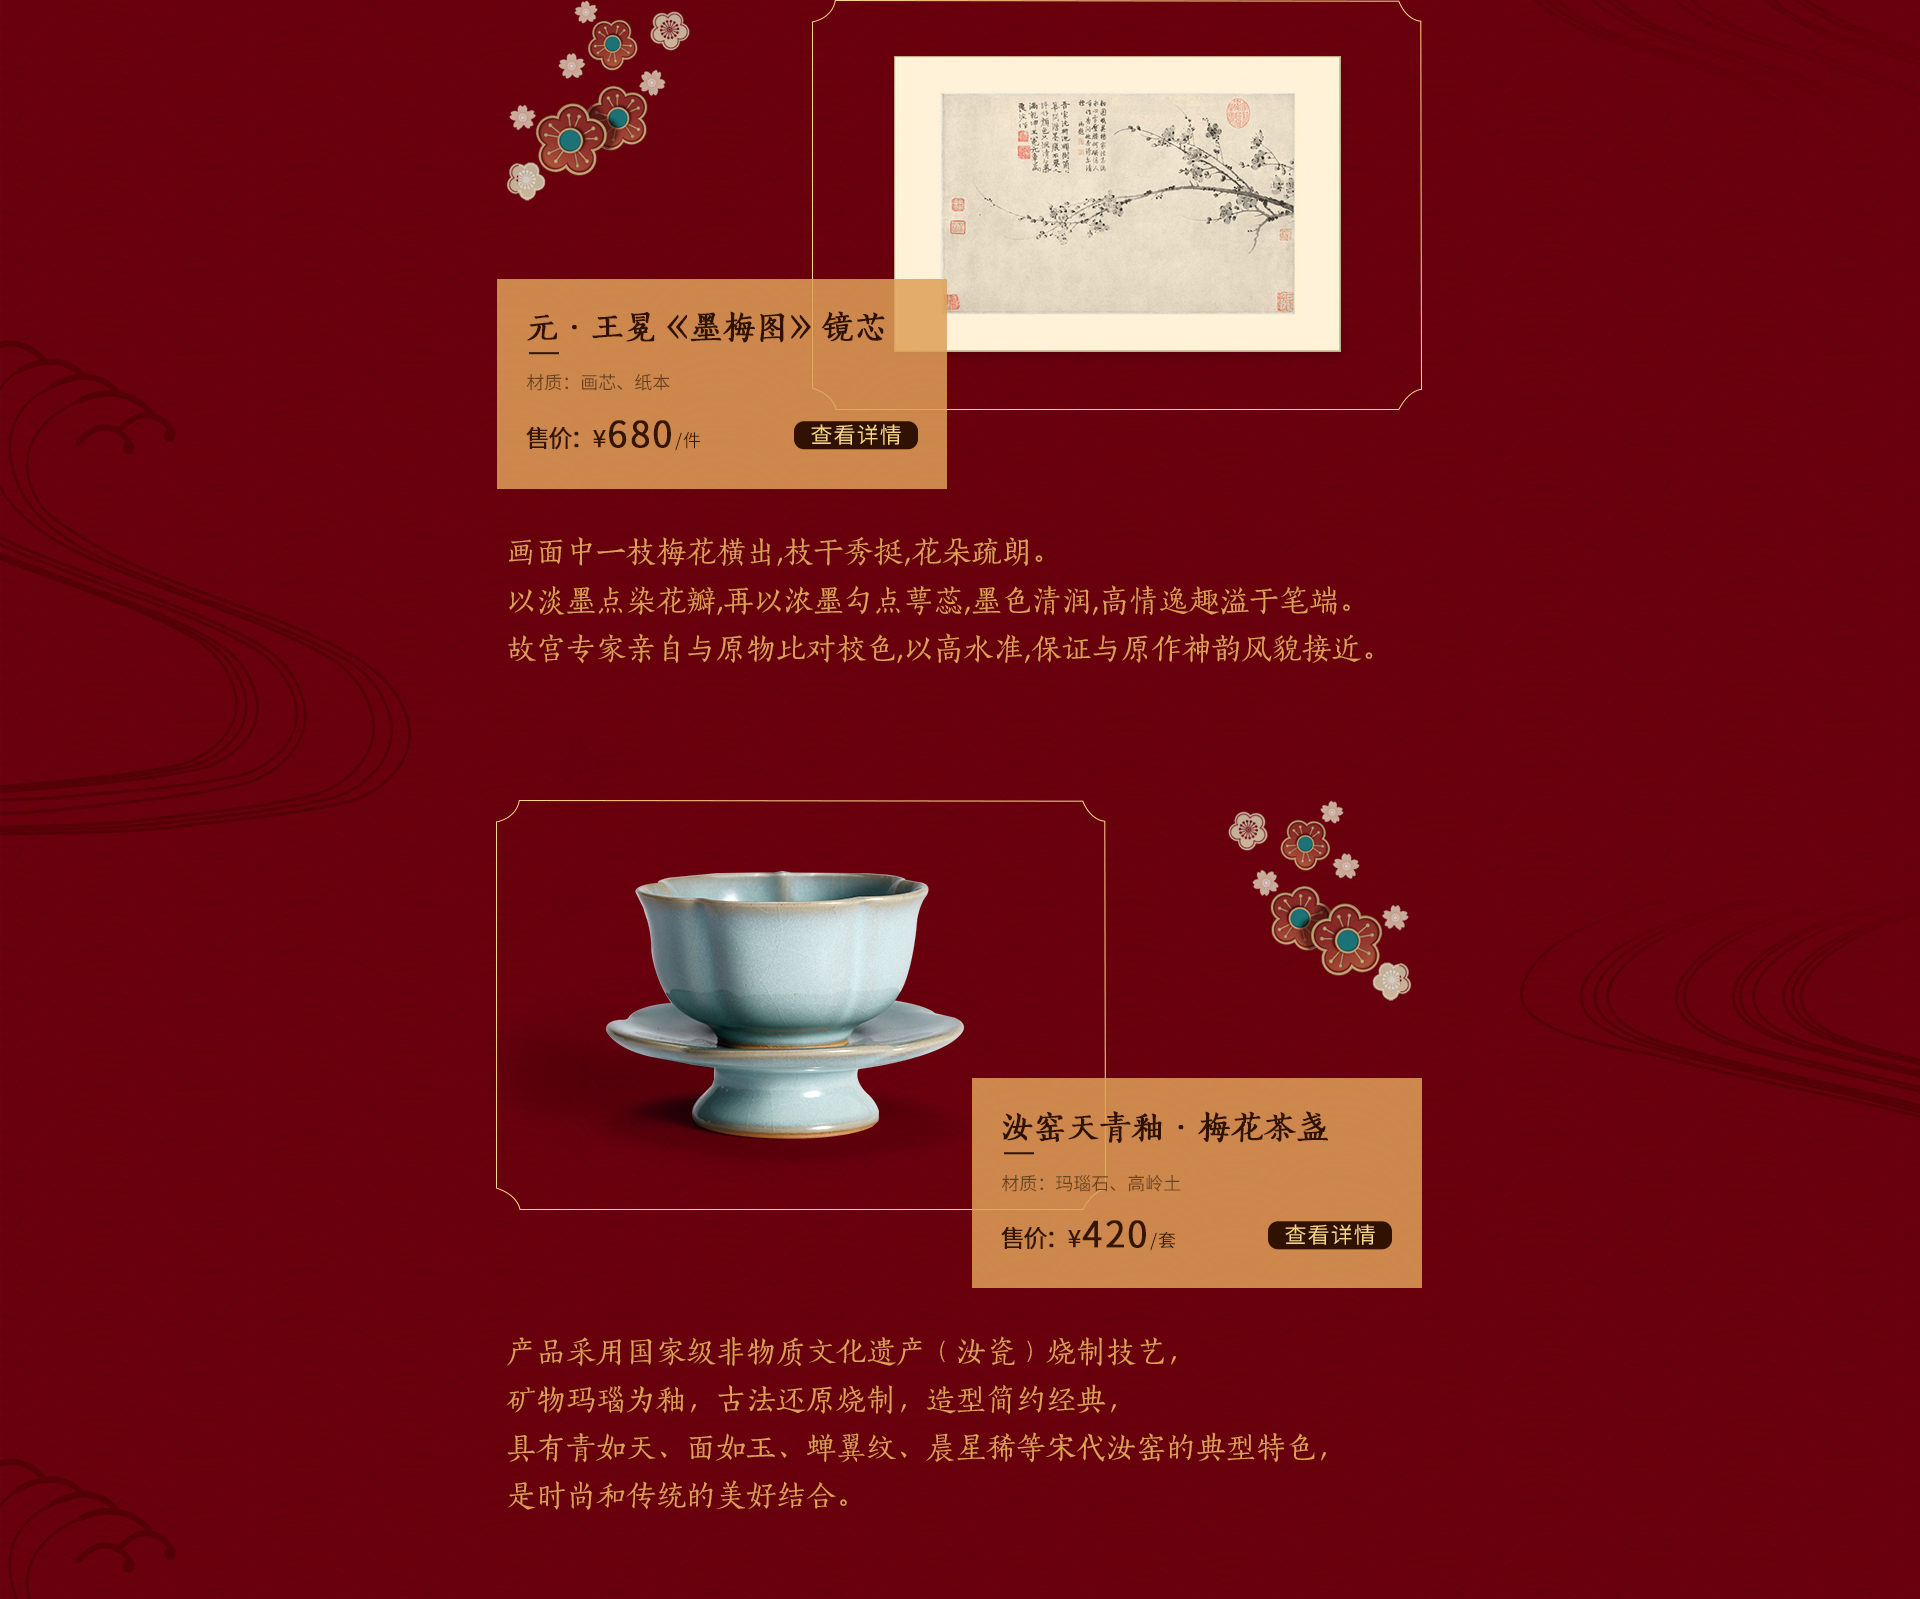 元·王冕《墨梅图》镜芯
材质：画芯、纸本
售价：¥680/件
查看详情
画面中一枝梅花横出,枝干秀挺,花朵疏朗。
以淡墨点染花瓣,再以浓墨勾点萼蕊,墨色清润,高情逸趣溢于笔端。
故宫专家亲自与原物比对校色,以高水准,保证与原作神韵风貌接近。
汝窑天青釉·梅花茶盏
材质：玛瑙石、高岭土
售价：¥420/套
查看详情
产品采用国家级非物质文化遗产（汝瓷）烧制技艺，
矿物玛瑙为釉，古法还原烧制，造型简约经典，
具有青如天、面如玉、蝉翼纹、晨星稀等宋代汝窑的典型特色，
是时尚和传统的美好结合。